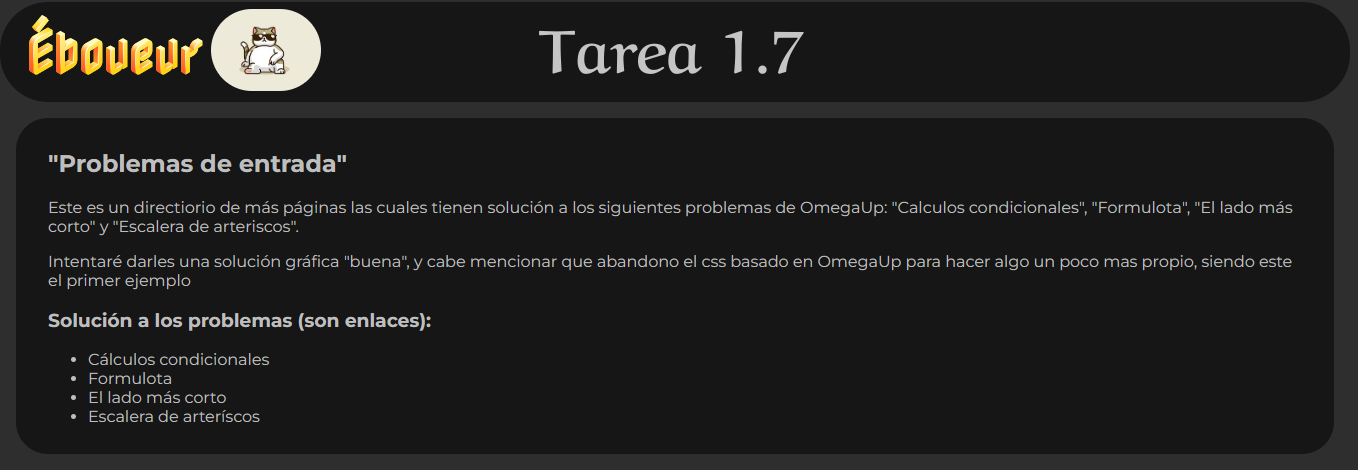 Éboueur
Tarea 1.7
"Problemas de entrada"
Este es un directiorio de más páginas las cuales tienen solución a los siguientes problemas de OmegaUp: "Calculos condicionales", "Formulota", "El lado más
corto" y "Escalera de arteriscos".
Intentaré darles una solución gráfica "buena", y cabe mencionar que abandono el css basado en OmegaUp para hacer algo un poco mas propio, siendo este
el primer ejemplo
Solución a los problemas (son enlaces):
• Cálculos condicionales
• Formulota
• El lado más corto
• Escalera de arteríscos